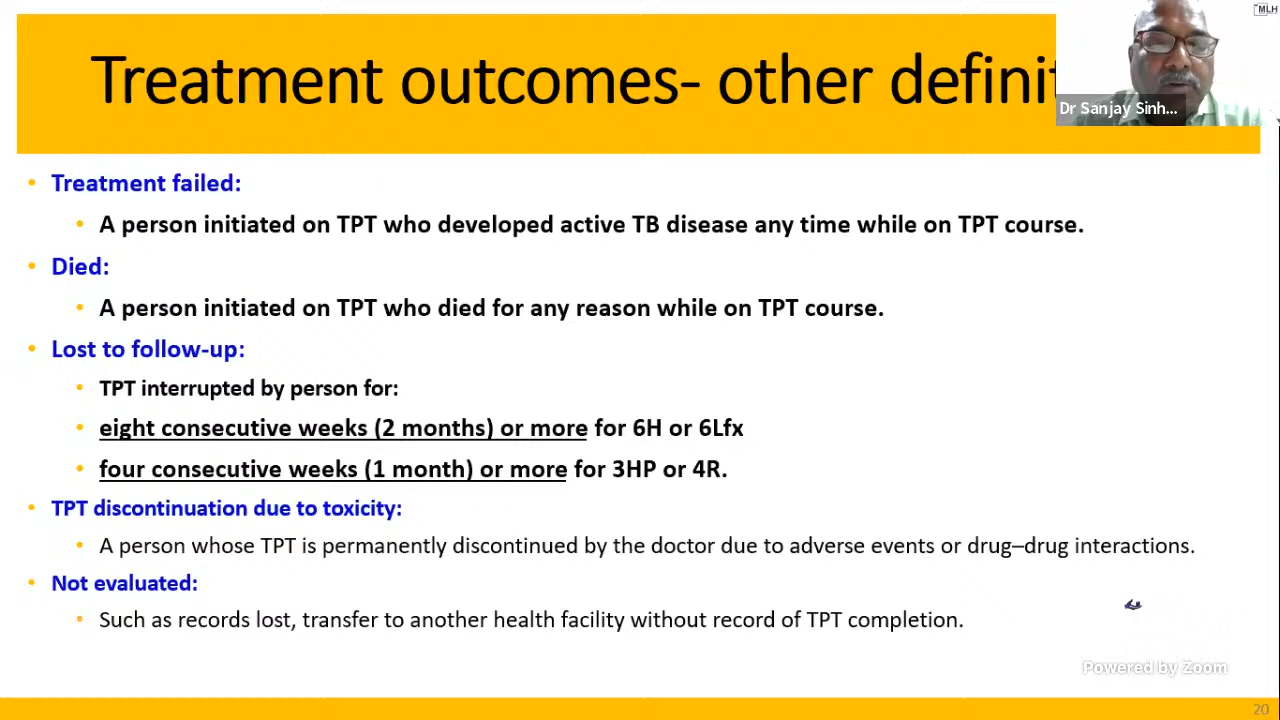 MLH
Treatment outcomes- other definit
Dr Sanjay Sinh...
• Treatment failed:
• A person initiated on TPT who developed active TB disease any time while on TPT course.
• Died:
• A person initiated on TPT who died for any reason while on TPT course.
• Lost to follow-up:
• TPT interrupted by person for:
• eight consecutive weeks (2 months) or more for 6H or 6Lfx
• four consecutive weeks (1 month) or more for 3HP or 4R.
• TPT discontinuation due to toxicity:
• A person whose TPT is permanently discontinued by the doctor due to adverse events or drug–drug interactions.
• Not evaluated:
• Such as records lost, transfer to another health facility without record of TPT completion.
Powered by Zoom
20